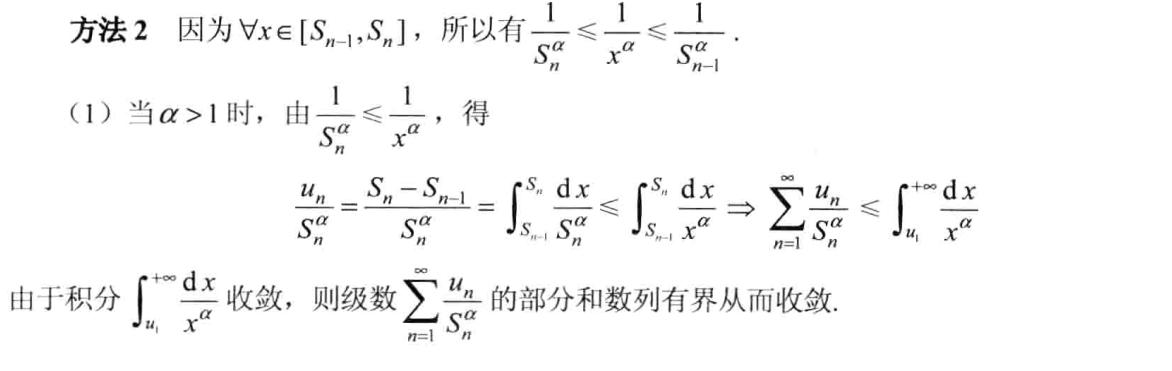 方法 2 因为 $\forall x \in [S_{n-1}, S_n]$，所以有 $\frac{1}{S_n^{\alpha}} \leqslant \frac{1}{x^{\alpha}} \leqslant \frac{1}{S_{n-1}^{\alpha}}$．
（1）当 $\alpha > 1$ 时，由 $\frac{1}{S_n^{\alpha}} \leqslant \frac{1}{x^{\alpha}}$，得
$\frac{u_n}{S_n^{\alpha}} = \frac{S_n - S_{n-1}}{S_n^{\alpha}} = \int_{S_{n-1}}^{S_n} \frac{\mathrm{d}x}{S_n^{\alpha}} \leqslant \int_{S_{n-1}}^{S_n} \frac{\mathrm{d}x}{x^{\alpha}} \Rightarrow \sum_{n=1}^{\infty} \frac{u_n}{S_n^{\alpha}} \leqslant \int_{u_1}^{+\infty} \frac{\mathrm{d}x}{x^{\alpha}}$
由于积分 $\int_{u_1}^{+\infty} \frac{\mathrm{d}x}{x^{\alpha}}$ 收敛，则级数 $\sum_{n=1}^{\infty} \frac{u_n}{S_n^{\alpha}}$ 的部分和数列有界从而收敛.